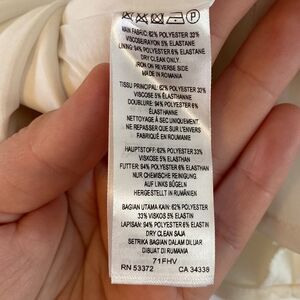 MAIN FABRIC: 62% POLYESTER 33%
VISCOSE/RAYON 5% ELASTANE
LINING: 94% POLYESTER 6% ELASTANE
DRY CLEAN ONLY.
IRON ON REVERSE SIDE
MADE IN ROMANIA
TISSU PRINCIPAL: 62% POLYESTER 33%
VISCOSE 5% ELASTHANNE
DOUBLURE: 94% POLYESTER 6%
ELASTHANNE
NETTOYAGE À SEC UNIQUEMENT
NE REPASSER QUE SUR L'ENVERS
FABRIQUÉ EN ROUMANIE
HAUPTSTOFF: 62% POLYESTER 33%
VISKOSE 5% ELASTHAN
FUTTER: 94% POLYESTER 6% ELASTHAN
NUR CHEMISCHE REINIGUNG
AUF LINKS BÜGELN
HERGESTELLT IN RUMÄNIEN
BAGIAN UTAMA KAIN: 62% POLYESTER
33% VISKOS 5% ELASTIN
LAPISAN: 94% POLYESTER 6% ELASTIN
DRY CLEAN SAJA
SETRIKA BAGIAN DALAM DILUAR
DIBUAT DI RUMANIA
71FHV
RN 53372 CA 34338